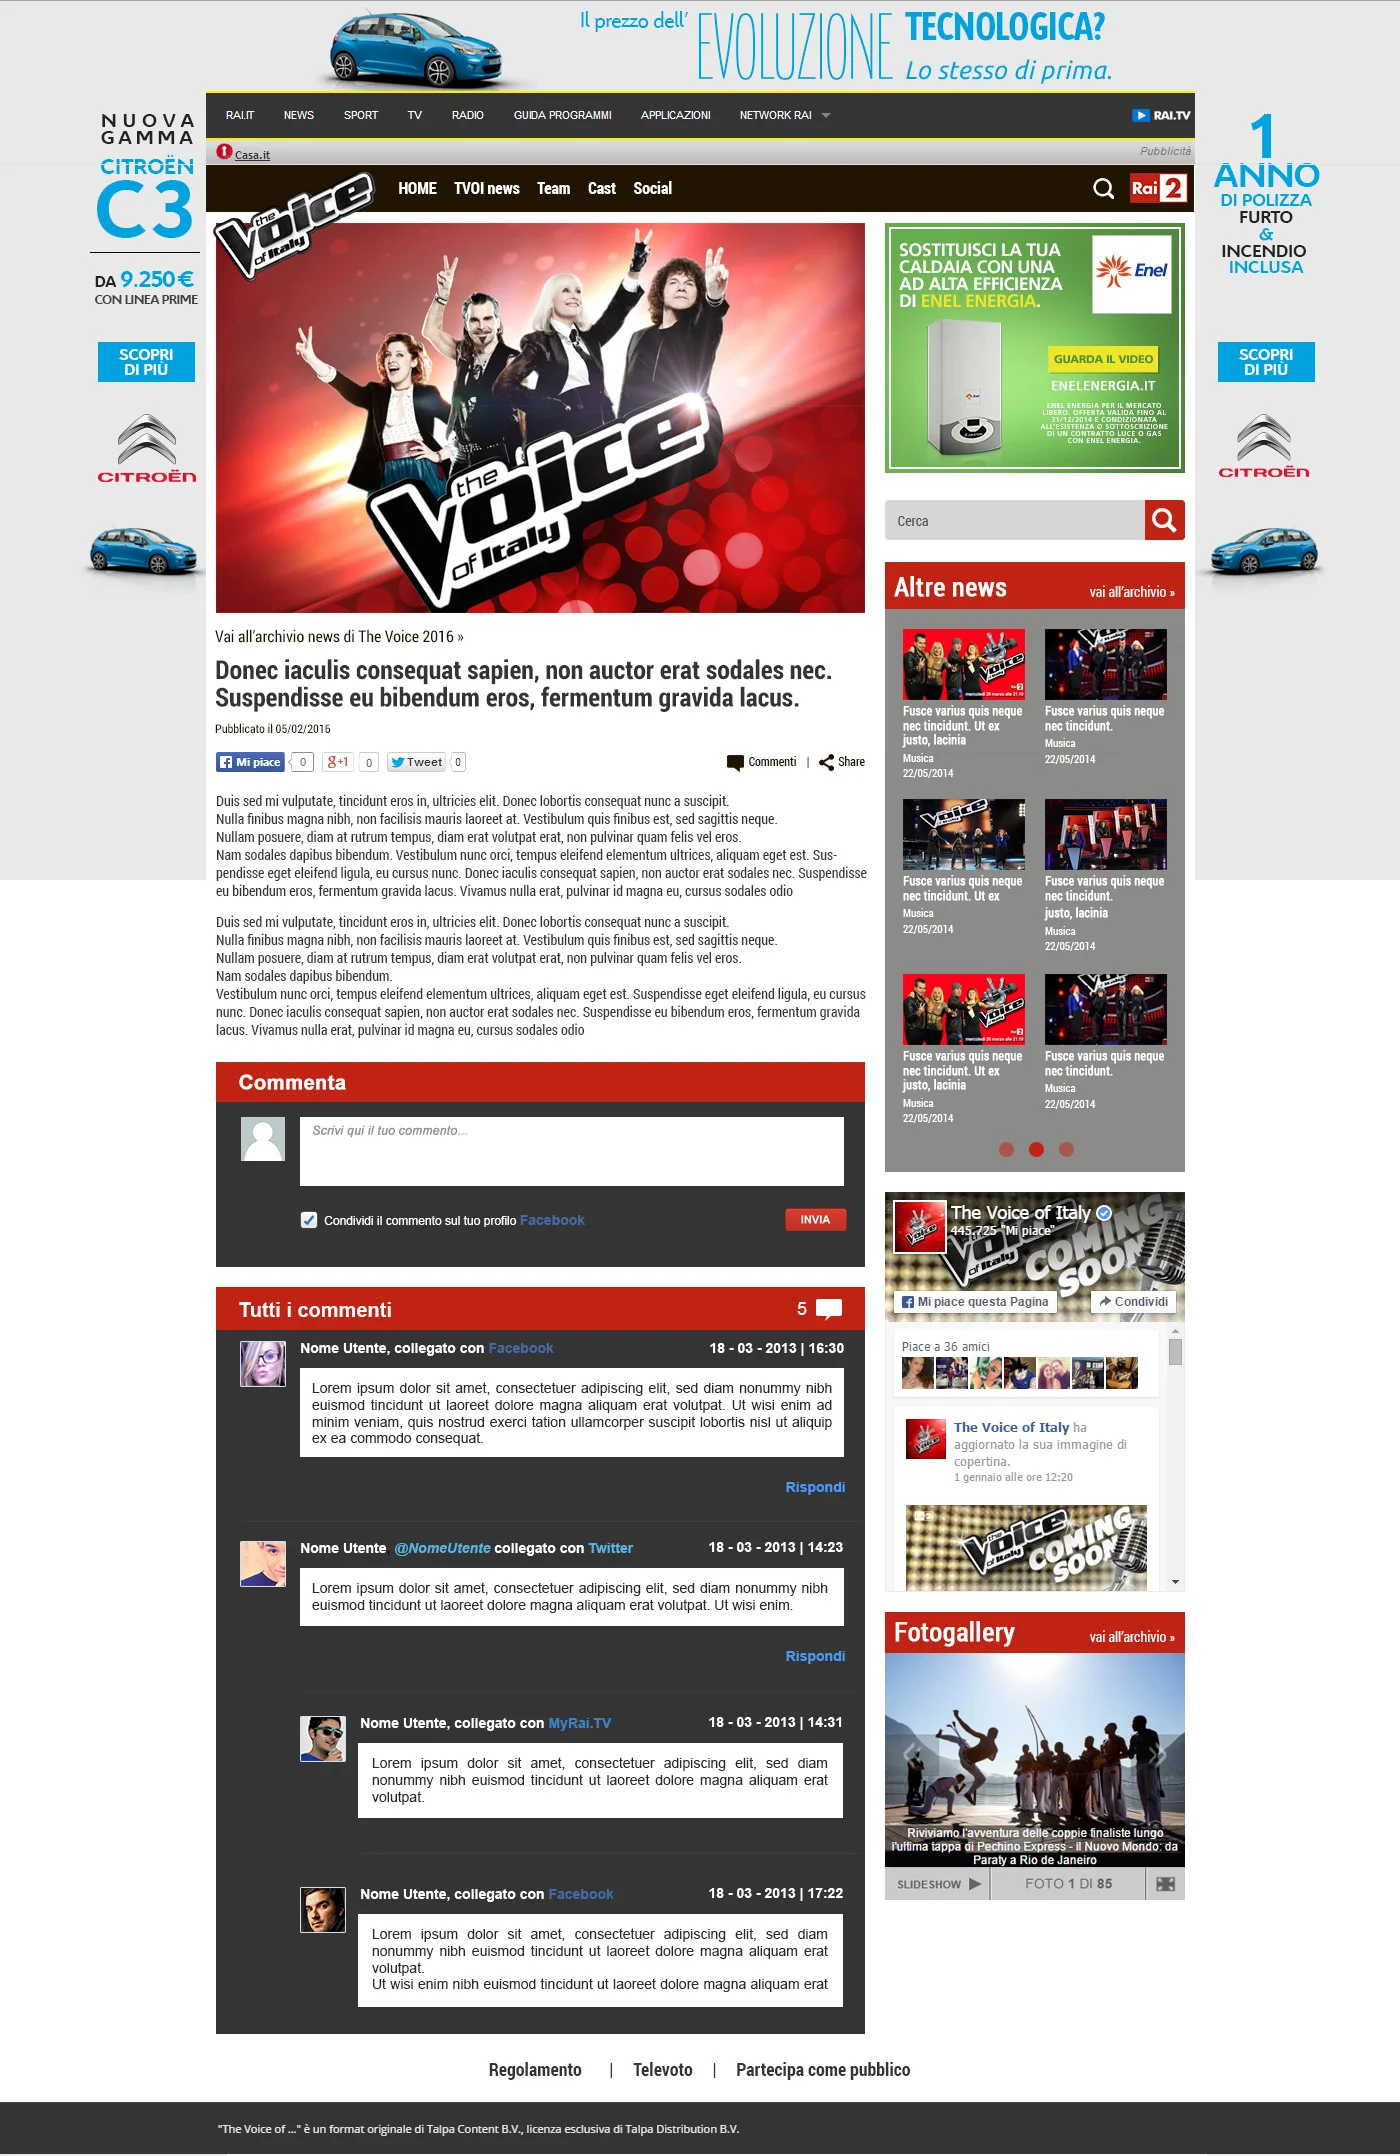 Il prezzo dell' EVOLUZIONE TECNOLOGICA?
Lo stesso di prima.
NUOVA
GAMMA
CITROËN
C3
DA 9.250 €
CON LINEA PRIME
SCOPRI
DI PIÙ
CITROËN
1
ANNO
DI POLIZZA
FURTO
&
INCENDIO
INCLUSA
SCOPRI
DI PIÙ
CITROËN
RAI.IT NEWS SPORT TV RADIO GUIDA PROGRAMMI APPLICAZIONI NETWORK RAI RAI.TV
Casa.it Pubblicità
the Voice of Italy
HOME TVOI news Team Cast Social Rai 2
the
Voice
of Italy
Vai all'archivio news di The Voice 2016 »
Donec iaculis consequat sapien, non auctor erat sodales nec.
Suspendisse eu bibendum eros, fermentum gravida lacus.
Pubblicato il 05/02/2016
Mi piace 0 g+1 0 Tweet 0 Commenti | Share
Duis sed mi vulputate, tincidunt eros in, ultricies elit. Donec lobortis consequat nunc a suscipit.
Nulla finibus magna nibh, non facilisis mauris laoreet at. Vestibulum quis finibus est, sed sagittis neque.
Nullam posuere, diam at rutrum tempus, diam erat volutpat erat, non pulvinar quam felis vel eros.
Nam sodales dapibus bibendum. Vestibulum nunc orci, tempus eleifend elementum ultrices, aliquam eget est. Sus-
pendisse eget eleifend ligula, eu cursus nunc. Donec iaculis consequat sapien, non auctor erat sodales nec. Suspendisse
eu bibendum eros, fermentum gravida lacus. Vivamus nulla erat, pulvinar id magna eu, cursus sodales odio
Duis sed mi vulputate, tincidunt eros in, ultricies elit. Donec lobortis consequat nunc a suscipit.
Nulla finibus magna nibh, non facilisis mauris laoreet at. Vestibulum quis finibus est, sed sagittis neque.
Nullam posuere, diam at rutrum tempus, diam erat volutpat erat, non pulvinar quam felis vel eros.
Nam sodales dapibus bibendum.
Vestibulum nunc orci, tempus eleifend elementum ultrices, aliquam eget est. Suspendisse eget eleifend ligula, eu cursus
nunc. Donec iaculis consequat sapien, non auctor erat sodales nec. Suspendisse eu bibendum eros, fermentum gravida
lacus. Vivamus nulla erat, pulvinar id magna eu, cursus sodales odio
Commenta
Scrivi qui il tuo commento...
Condividi il commento sul tuo profilo Facebook INVIA
Tutti i commenti 5
Nome Utente, collegato con Facebook 18 - 03 - 2013 | 16:30
Lorem ipsum dolor sit amet, consectetuer adipiscing elit, sed diam nonummy nibh
euismod tincidunt ut laoreet dolore magna aliquam erat volutpat. Ut wisi enim ad
minim veniam, quis nostrud exerci tation ullamcorper suscipit lobortis nisl ut aliquip
ex ea commodo consequat.
Rispondi
Nome Utente @NomeUtente collegato con Twitter 18 - 03 - 2013 | 14:23
Lorem ipsum dolor sit amet, consectetuer adipiscing elit, sed diam nonummy nibh
euismod tincidunt ut laoreet dolore magna aliquam erat volutpat. Ut wisi enim.
Rispondi
Nome Utente, collegato con MyRai.TV 18 - 03 - 2013 | 14:31
Lorem ipsum dolor sit amet, consectetuer adipiscing elit, sed diam
nonummy nibh euismod tincidunt ut laoreet dolore magna aliquam erat
volutpat.
Nome Utente, collegato con Facebook 18 - 03 - 2013 | 17:22
Lorem ipsum dolor sit amet, consectetuer adipiscing elit, sed diam
nonummy nibh euismod tincidunt ut laoreet dolore magna aliquam erat
volutpat.
Ut wisi enim nibh euismod tincidunt ut laoreet dolore magna aliquam erat
SOSTITUISCI LA TUA
CALDAIA CON UNA
AD ALTA EFFICIENZA
DI ENEL ENERGIA.
Enel
GUARDA IL VIDEO
ENELENERGIA.IT
ENEL ENERGIA PER IL MERCATO
LIBERO. OFFERTA VALIDA FINO AL
31/12/2014 E CONDIZIONATA
ALL'ESISTENZA O SOTTOSCRIZIONE
DI UN CONTRATTO LUCE O GAS
CON ENEL ENERGIA.
Cerca
Altre news vai all'archivio »
Fusce varius quis neque
nec tincidunt. Ut ex
justo, lacinia
Musica
22/05/2014
Fusce varius quis neque
nec tincidunt.
Musica
22/05/2014
Fusce varius quis neque
nec tincidunt. Ut ex
Musica
22/05/2014
Fusce varius quis neque
nec tincidunt.
justo, lacinia
Musica
22/05/2014
Fusce varius quis neque
nec tincidunt. Ut ex
justo, lacinia
Musica
22/05/2014
Fusce varius quis neque
nec tincidunt.
Musica
22/05/2014
The Voice of Italy
445.725 "Mi piace"
the Voice of Italy COMING SOON
Mi piace questa Pagina Condividi
Piace a 36 amici
The Voice of Italy ha
aggiornato la sua immagine di
copertina.
1 gennaio alle ore 12:20
the Voice of Italy COMING SOON
Fotogallery vai all'archivio »
Riviviamo l'avventura delle coppie finaliste lungo
l'ultima tappa di Pechino Express - il Nuovo Mondo: da
Paraty a Rio de Janeiro
SLIDESHOW FOTO 1 DI 85
Regolamento | Televoto | Partecipa come pubblico
"The Voice of ..." è un format originale di Talpa Content B.V., licenza esclusiva di Talpa Distribution B.V.